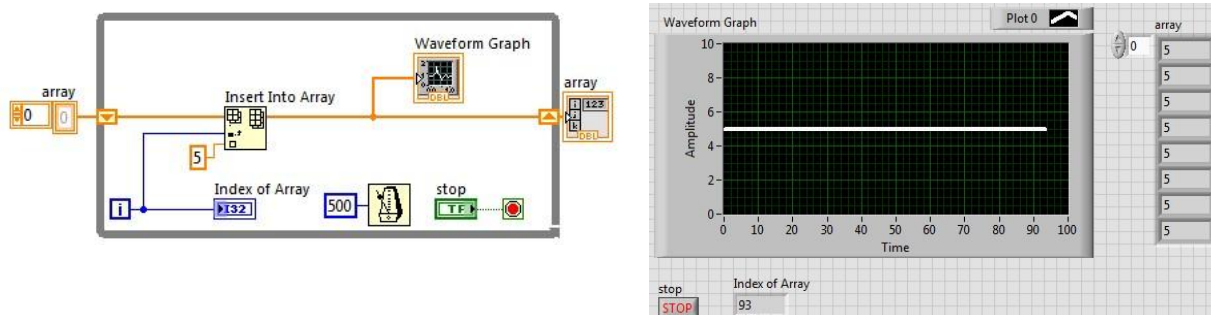 Waveform Graph
DBL
array
0
0
Insert Into Array
5
array
123
DBL
i
Index of Array
I32
500
stop
TF
Waveform Graph
Plot 0
10
8
6
4
2
0
Amplitude
0 10 20 30 40 50 60 70 80 90 100
Time
array
0
5
5
5
5
5
5
5
5
stop
STOP
Index of Array
93